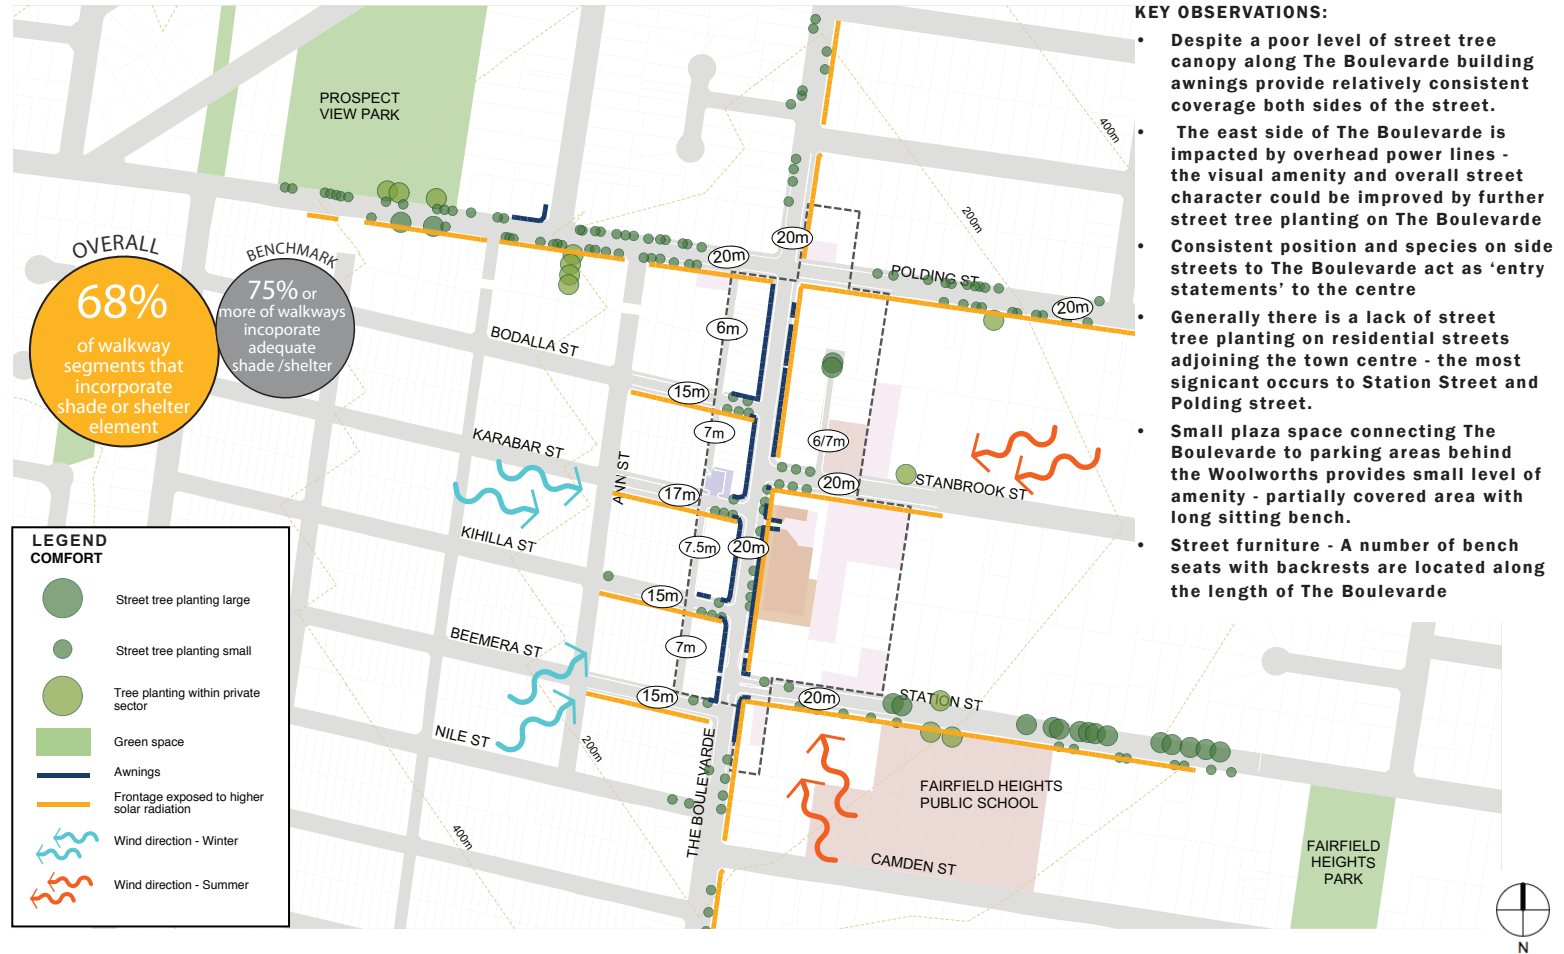 KEY OBSERVATIONS:
• Despite a poor level of street tree
canopy along The Boulevarde building
awnings provide relatively consistent
coverage both sides of the street.
• The east side of The Boulevarde is
impacted by overhead power lines -
the visual amenity and overall street
character could be improved by further
street tree planting on The Boulevarde
• Consistent position and species on side
streets to The Boulevarde act as ‘entry
statements’ to the centre
• Generally there is a lack of street
tree planting on residential streets
adjoining the town centre - the most
signicant occurs to Station Street and
Polding street.
• Small plaza space connecting The
Boulevarde to parking areas behind
the Woolworths provides small level of
amenity - partially covered area with
long sitting bench.
• Street furniture - A number of bench
seats with backrests are located along
the length of The Boulevarde
PROSPECT
VIEW PARK
400m
200m
20m
20m
POLDING ST
20m
OVERALL
68%
of walkway
segments that
incorporate
shade or shelter
element
BENCHMARK
75% or
more of walkways
incoporate
adequate
shade /shelter
6m
BODALLA ST
15m
7m
6/7m
KARABAR ST
ANN ST
17m
20m
STANBROOK ST
KIHILLA ST
7.5m
20m
15m
BEEMERA ST
7m
15m
20m
STATION ST
NILE ST
200m
THE BOULEVARDE
400m
FAIRFIELD HEIGHTS
PUBLIC SCHOOL
CAMDEN ST
FAIRFIELD
HEIGHTS
PARK
LEGEND
COMFORT
Street tree planting large
Street tree planting small
Tree planting within private
sector
Green space
Awnings
Frontage exposed to higher
solar radiation
Wind direction - Winter
Wind direction - Summer
N